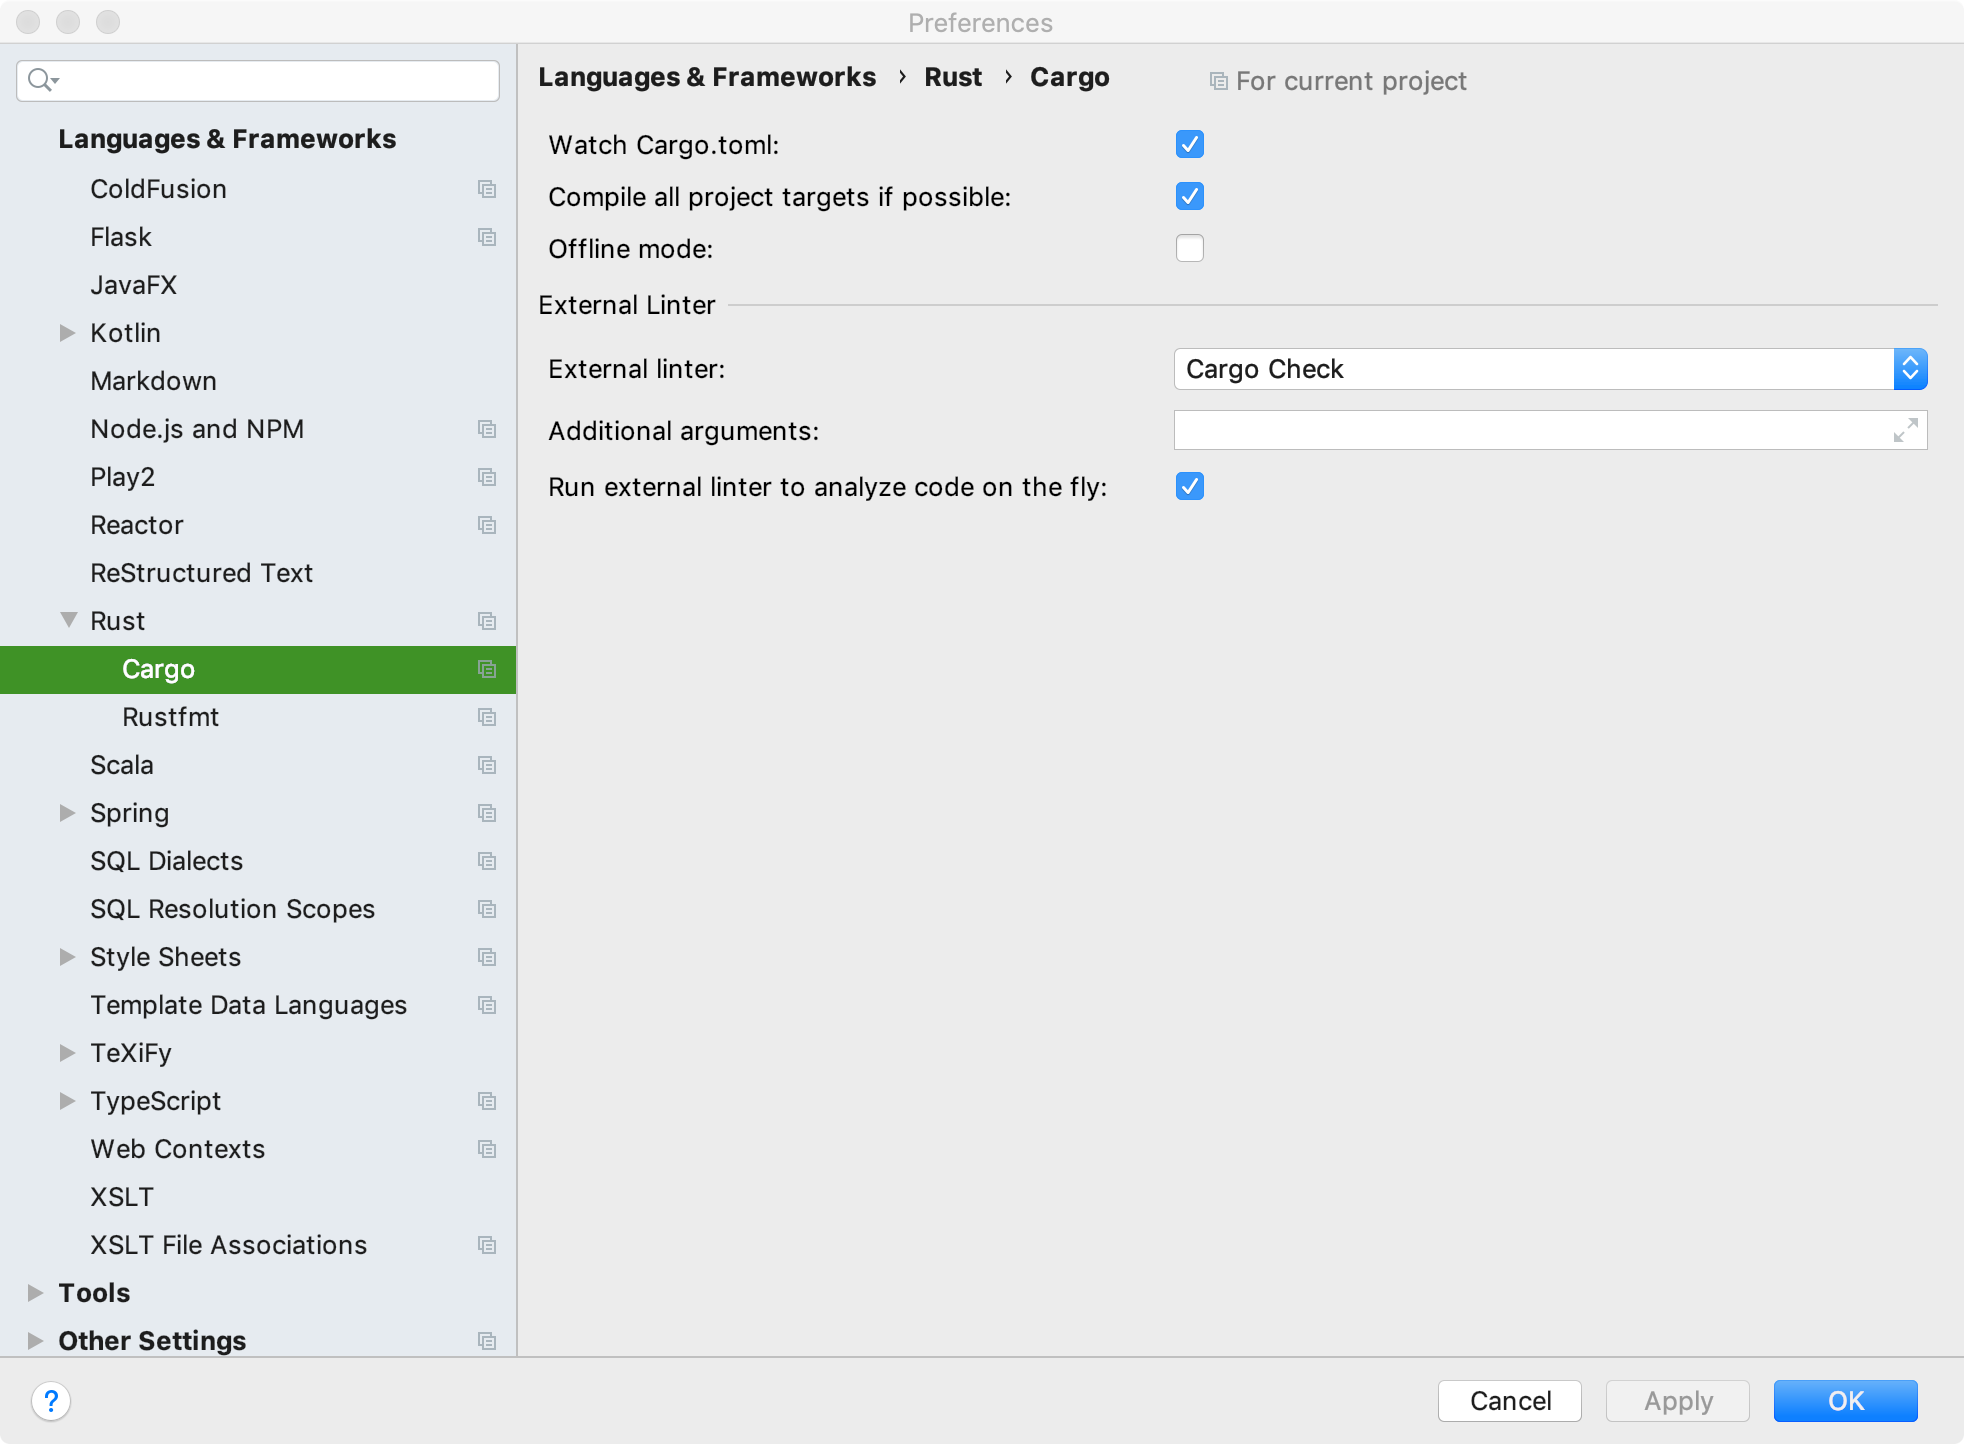 Preferences
Languages & Frameworks
ColdFusion
Flask
JavaFX
Kotlin
Markdown
Node.js and NPM
Play2
Reactor
ReStructured Text
Rust
Cargo
Rustfmt
Scala
Spring
SQL Dialects
SQL Resolution Scopes
Style Sheets
Template Data Languages
TeXiFy
TypeScript
Web Contexts
XSLT
XSLT File Associations
Tools
Other Settings
Languages & Frameworks › Rust › Cargo For current project
Watch Cargo.toml:
Compile all project targets if possible:
Offline mode:
External Linter
External linter: Cargo Check
Additional arguments:
Run external linter to analyze code on the fly:
? Cancel Apply OK